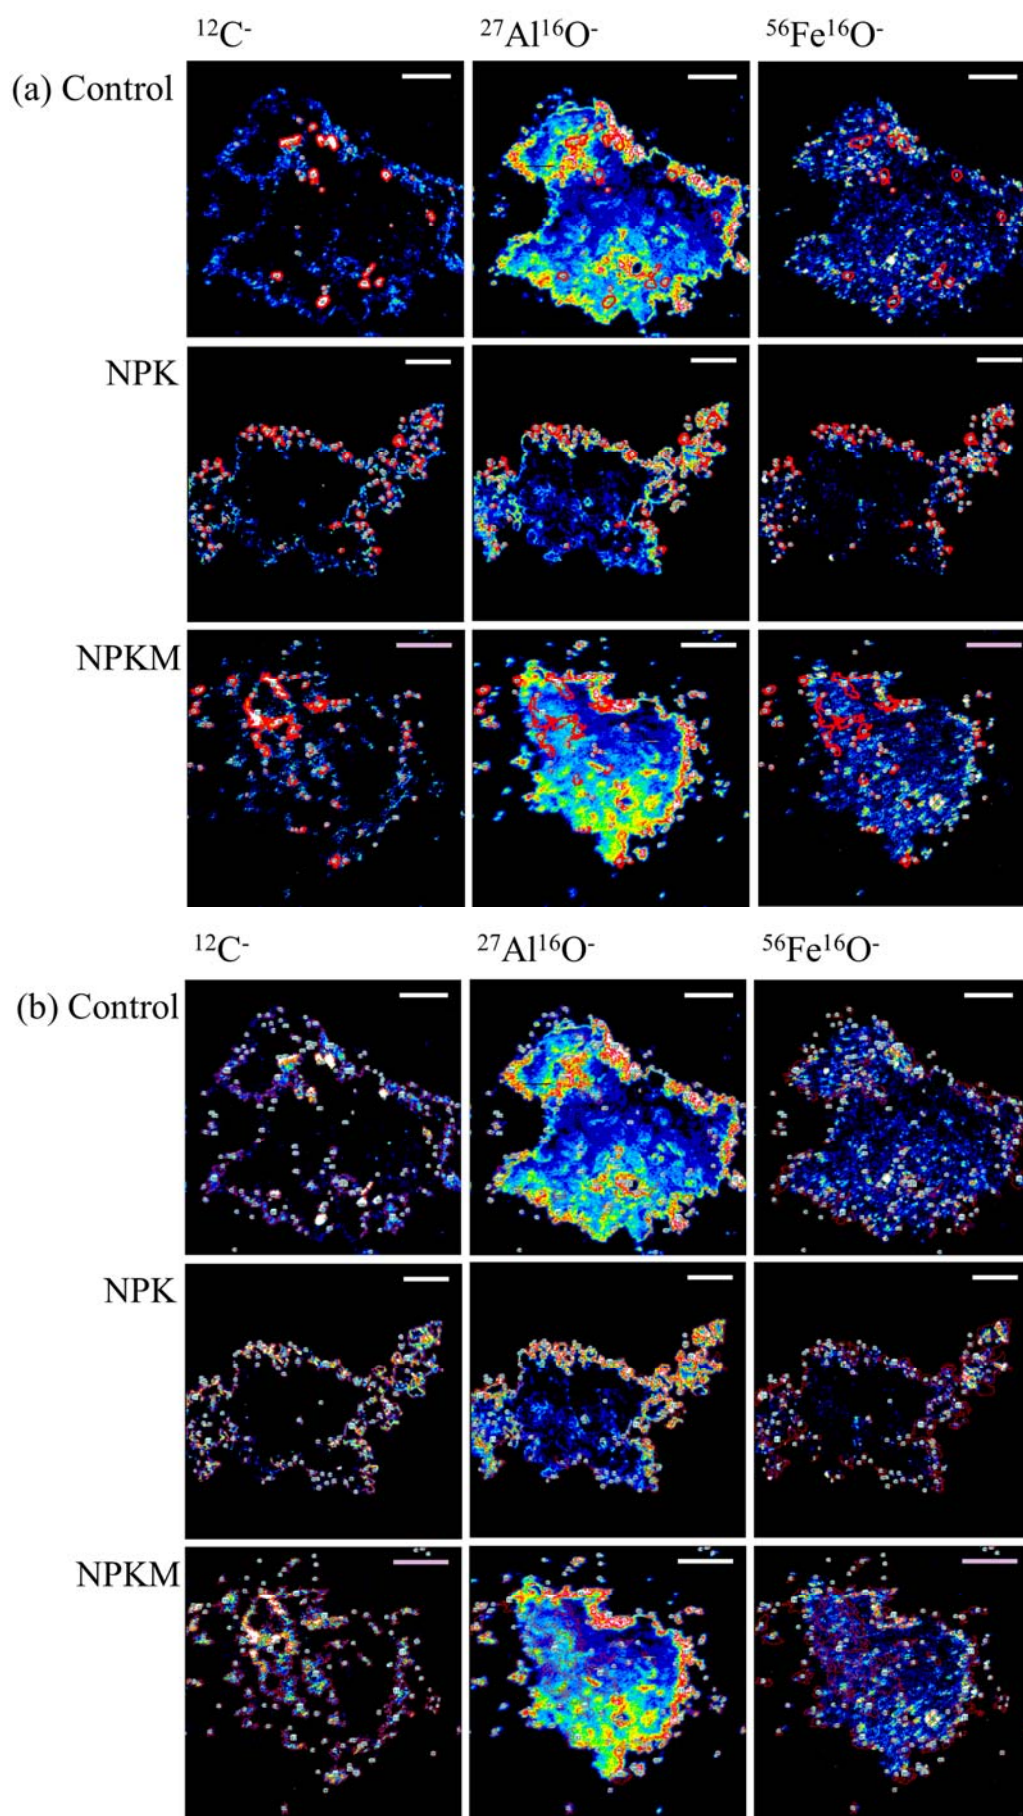 ¹²C⁻ ²⁷Al¹⁶O⁻ ⁵⁶Fe¹⁶O⁻
(a) Control
NPK
NPKM
¹²C⁻ ²⁷Al¹⁶O⁻ ⁵⁶Fe¹⁶O⁻
(b) Control
NPK
NPKM